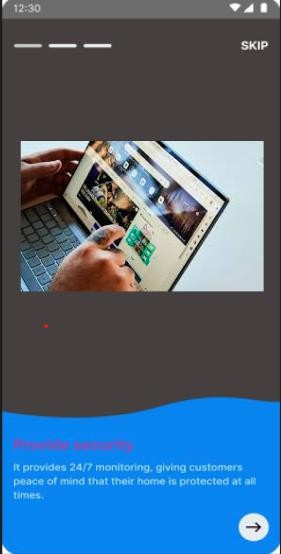 12:30
SKIP
Provide security
It provides 24/7 monitoring, giving customers
peace of mind that their home is protected at all
times.